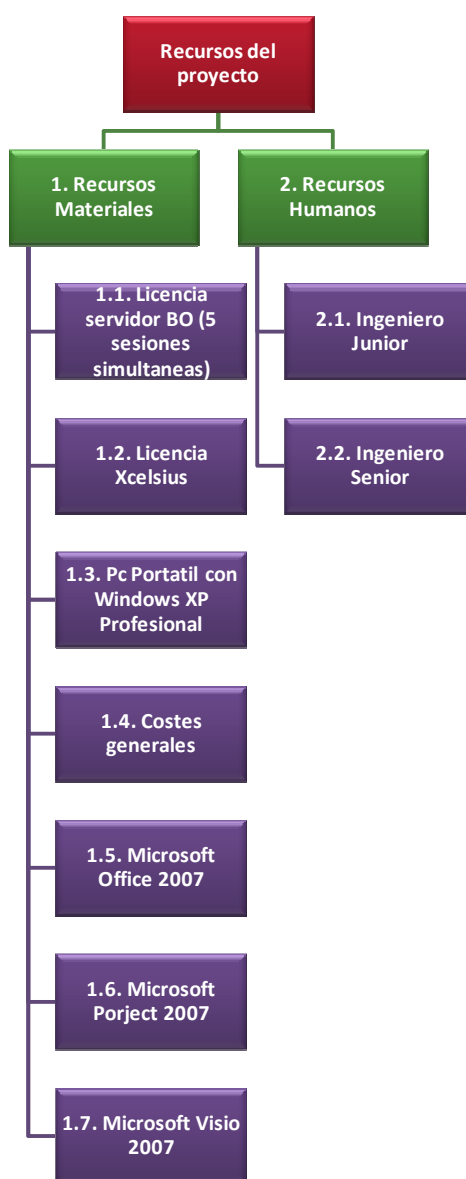 Recursos del
proyecto
1. Recursos
Materiales
2. Recursos
Humanos
1.1. Licencia
servidor BO (5
sesiones
simultaneas)
2.1. Ingeniero
Junior
1.2. Licencia
Xcelsius
2.2. Ingeniero
Senior
1.3. Pc Portatil con
Windows XP
Profesional
1.4. Costes
generales
1.5. Microsoft
Office 2007
1.6. Microsoft
Porject 2007
1.7. Microsoft Visio
2007